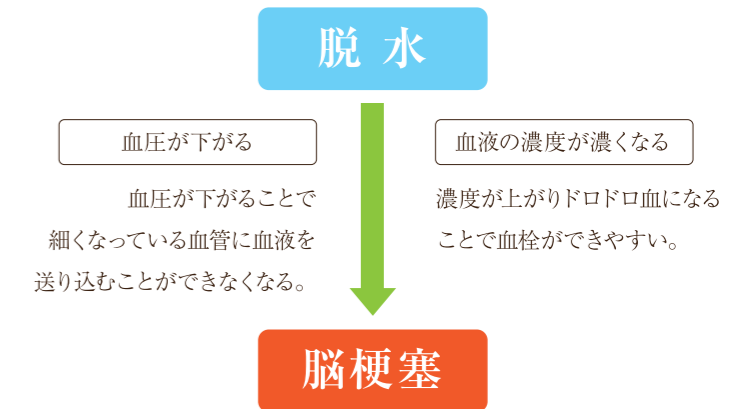 脱水
血圧が下がる
血圧が下がることで
細くなっている血管に血液を
送り込むことができなくなる。
血液の濃度が濃くなる
濃度が上がりドロドロ血になる
ことで血栓ができやすい。
脳梗塞